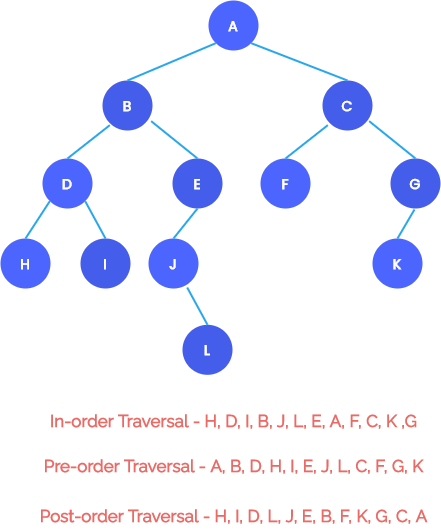 A
B C
D E F G
H I J K
L
In-order Traversal - H, D, I, B, J, L, E, A, F, C, K ,G
Pre-order Traversal - A, B, D, H, I, E, J, L, C, F, G, K
Post-order Traversal - H, I, D, L, J, E, B, F, K, G, C, A